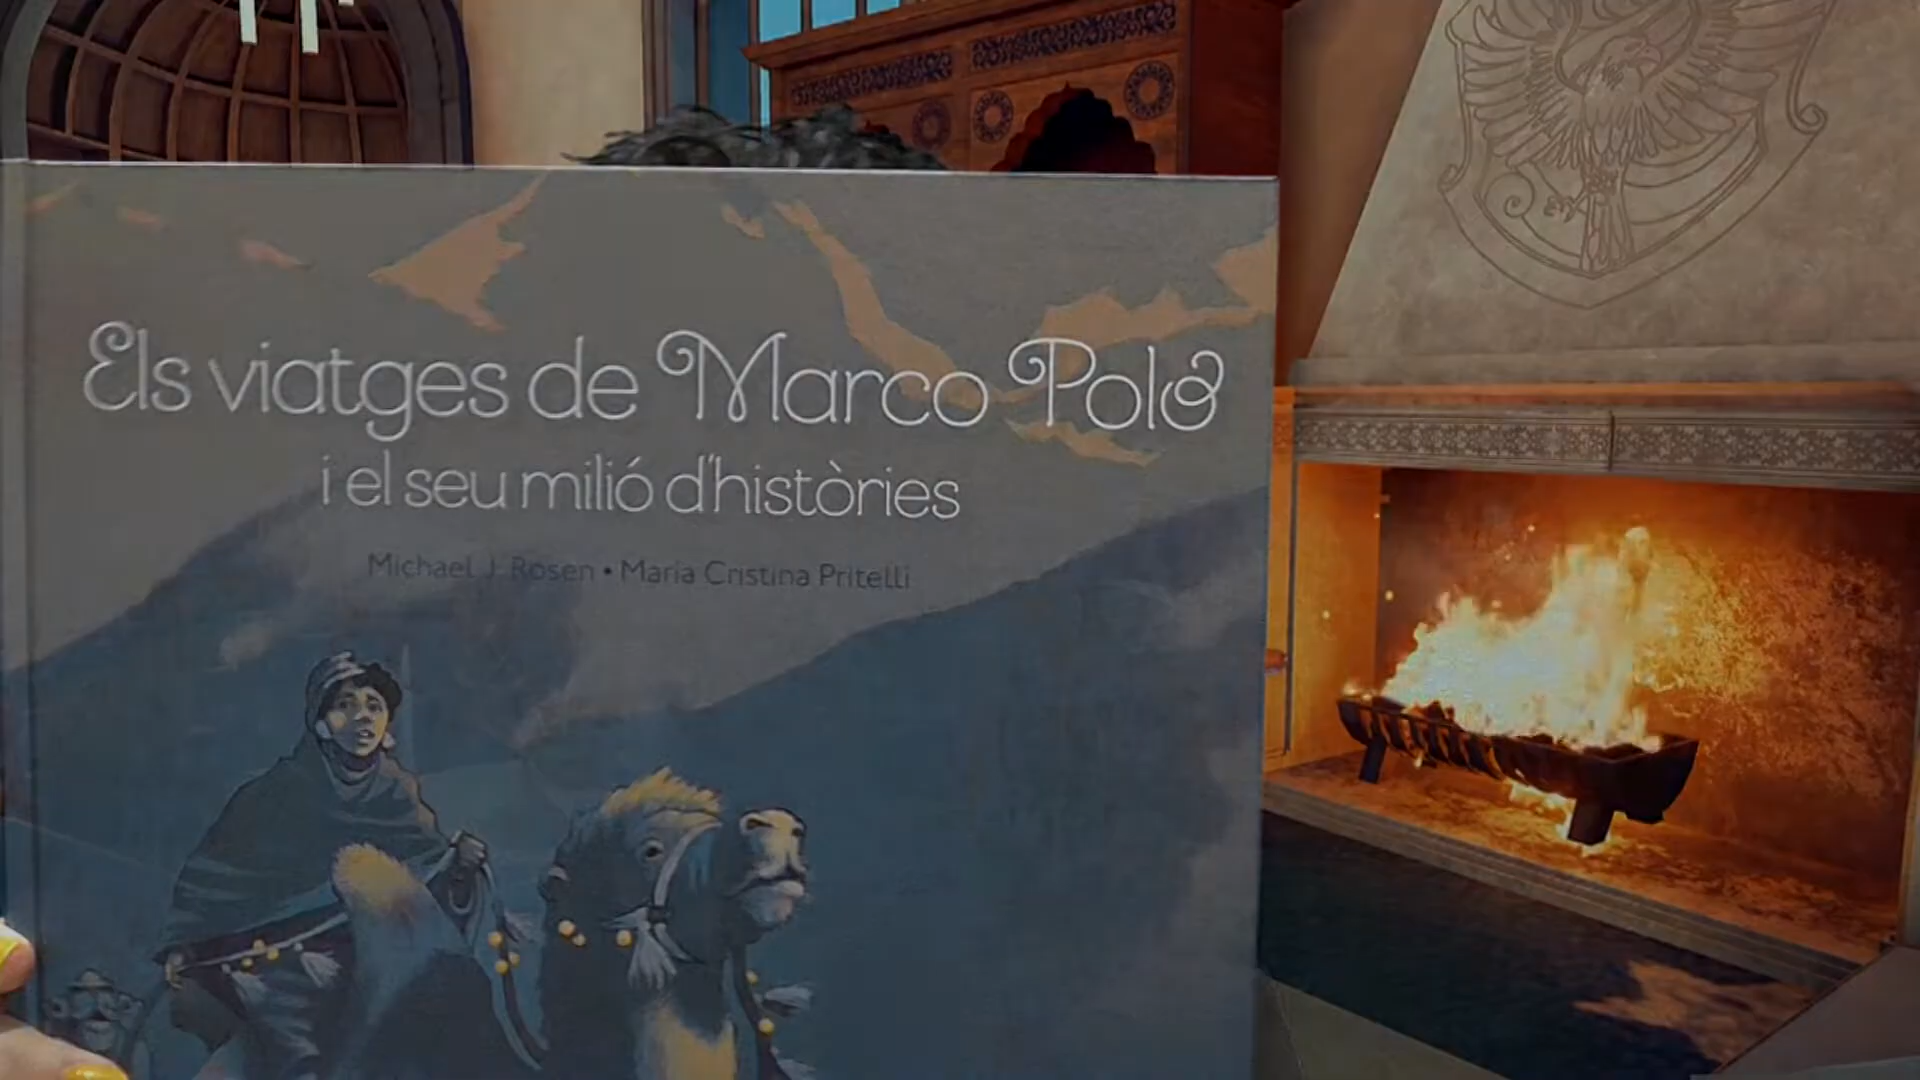 Els viatges de Marco Polo
i el seu milió d'històries
Michael J. Rosen • Maria Cristina Pritelli